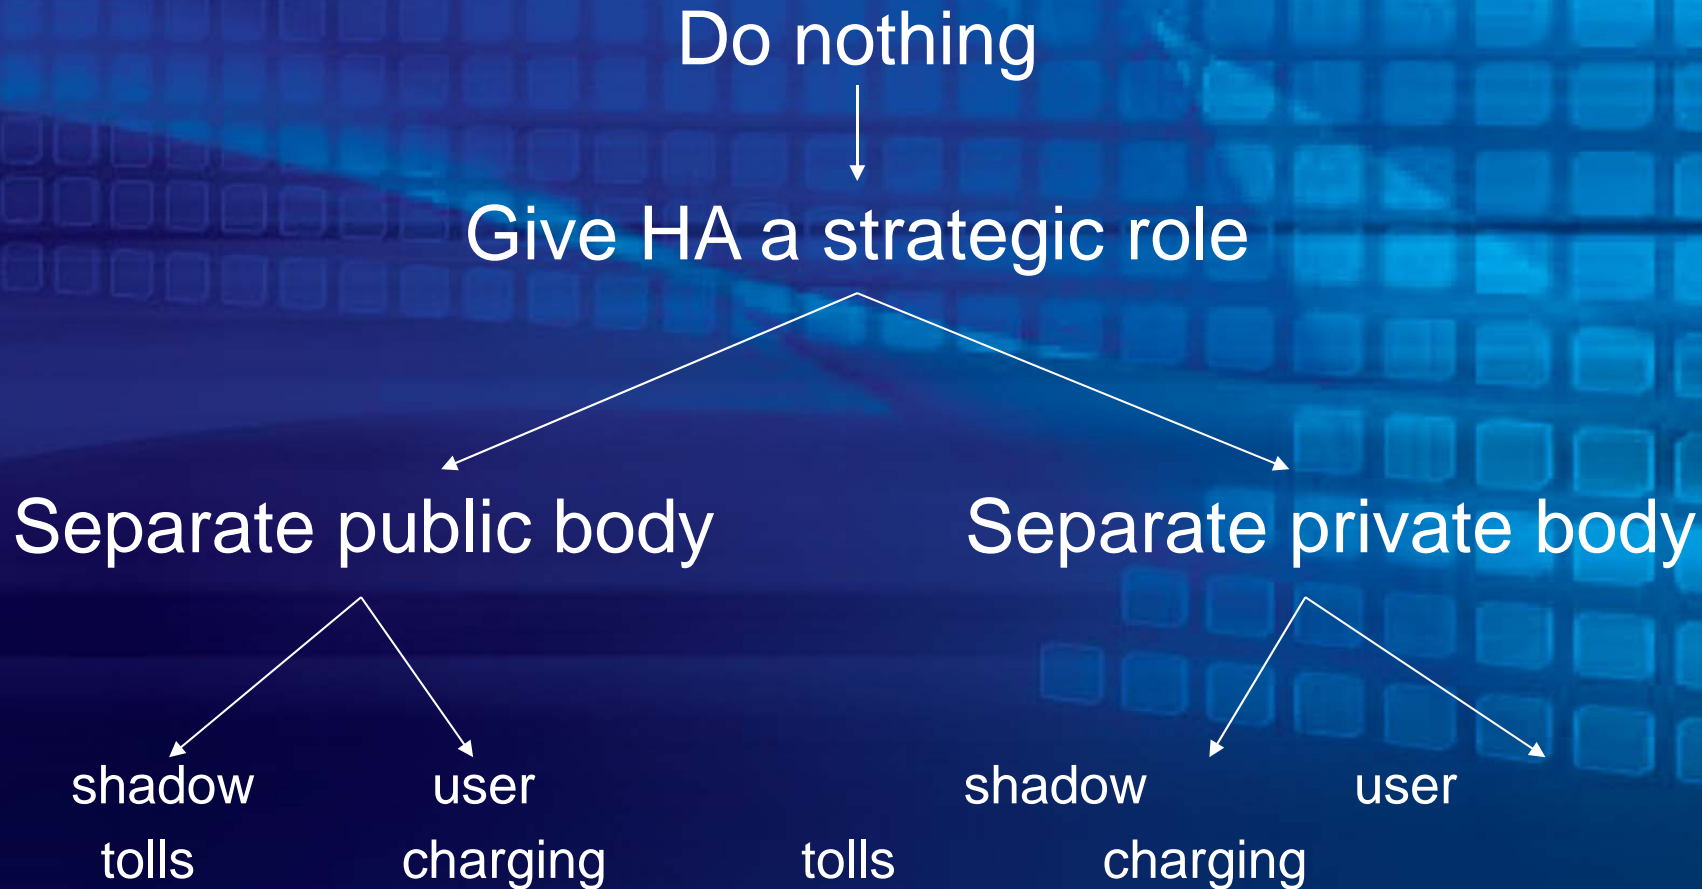 Do nothing
Give HA a strategic role
Separate public body Separate private body
shadow user shadow user
tolls charging tolls charging